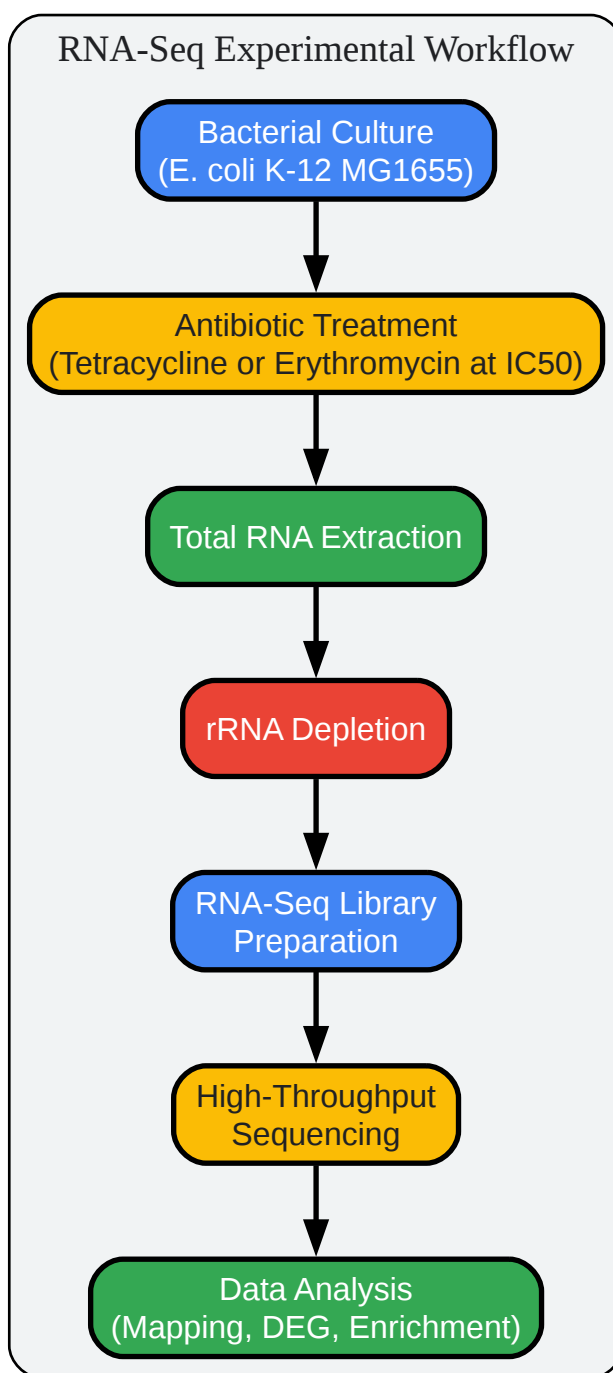 RNA-Seq Experimental Workflow
Bacterial Culture
(E. coli K-12 MG1655)
Antibiotic Treatment
(Tetracycline or Erythromycin at IC50)
Total RNA Extraction
rRNA Depletion
RNA-Seq Library
Preparation
High-Throughput
Sequencing
Data Analysis
(Mapping, DEG, Enrichment)